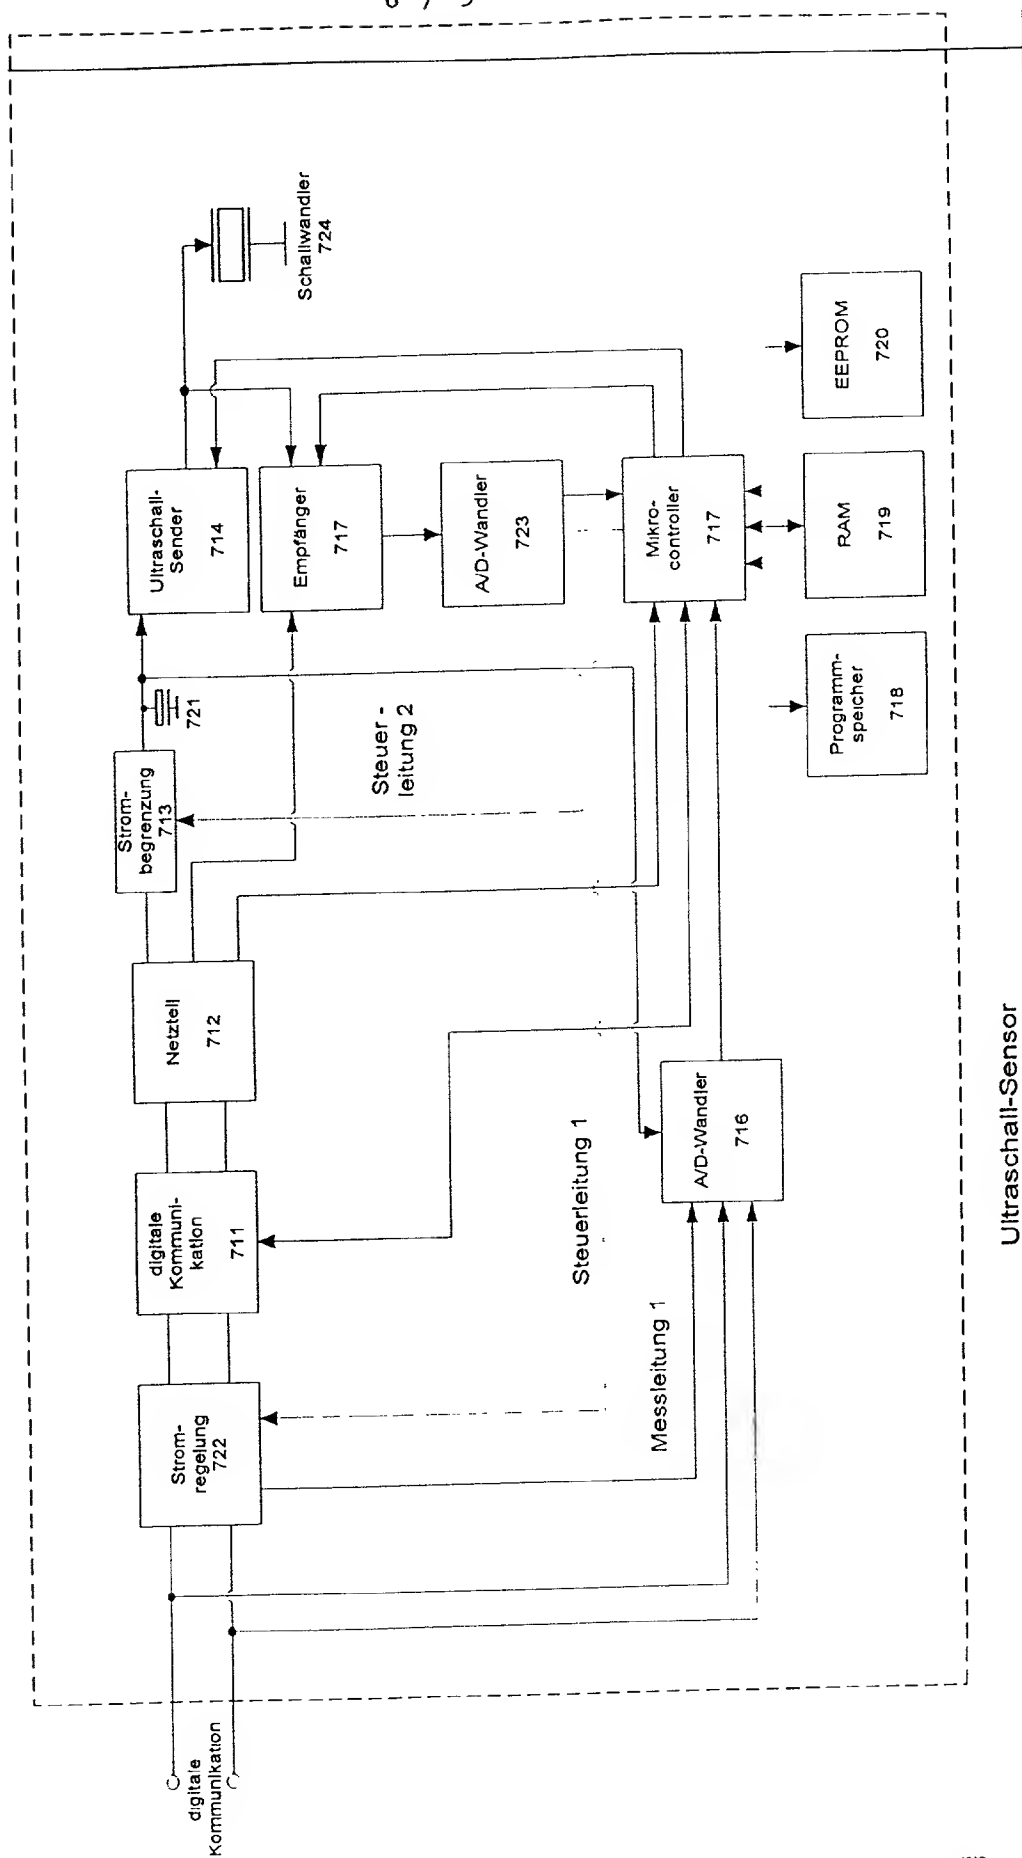 digitale
Kommunikation
Strom-
regelung
722
digitale
Kommuni-
kation
711
Netzteil
712
Strom-
begrenzung
713
721
Ultraschall-
Sender
714
Schallwandler
724
Empfänger
717
A/D-Wandler
723
Mikro-
controller
717
Steuer -
leitung 2
Steuerleitung 1
Messleitung 1
A/D-Wandler
716
Programm-
speicher
718
RAM
719
EEPROM
720
Ultraschall-Sensor